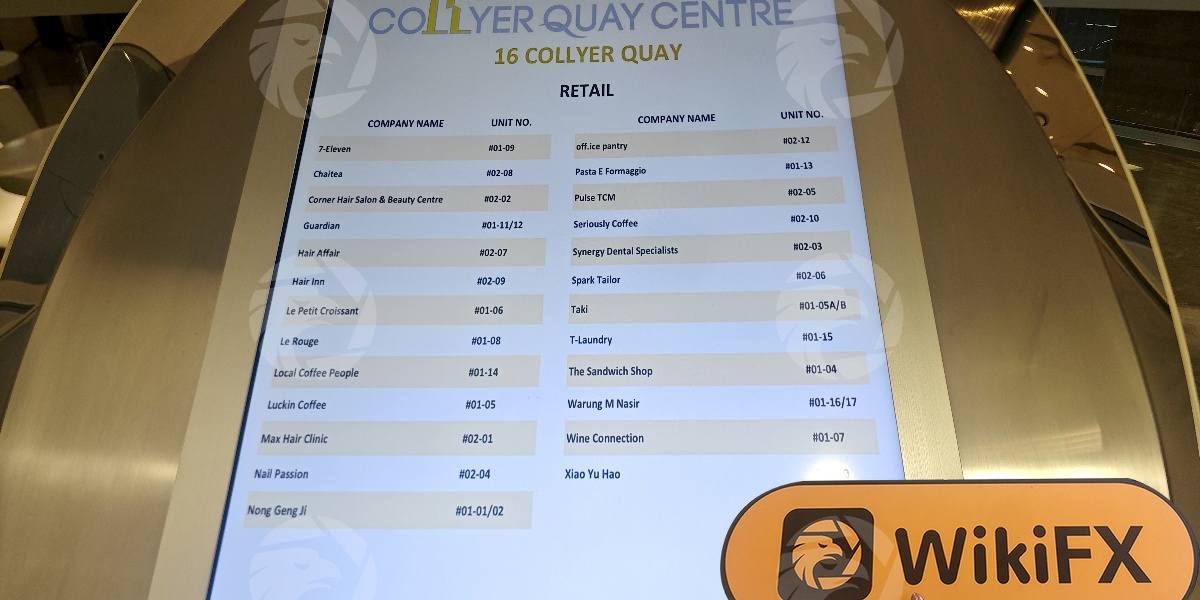 COLLYER QUAY CENTRE
16 COLLYER QUAY
RETAIL
COMPANY NAME UNIT NO.
7-Eleven #01-09
Chaitea #02-08
Corner Hair Salon & Beauty Centre #02-02
Guardian #01-11/12
Hair Affair #02-07
Hair Inn #02-09
Le Petit Croissant #01-06
Le Rouge #01-08
Local Coffee People #01-14
Luckin Coffee #01-05
Max Hair Clinic #02-01
Nail Passion #02-04
Nong Geng Ji #01-01/02
COMPANY NAME UNIT NO.
off.ice pantry #02-12
Pasta E Formaggio #01-13
Pulse TCM #02-05
Seriously Coffee #02-10
Synergy Dental Specialists #02-03
Spark Tailor #02-06
Taki #01-05A/B
T-Laundry #01-15
The Sandwich Shop #01-04
Warung M Nasir #01-16/17
Wine Connection #01-07
Xiao Yu Hao
WikiFX